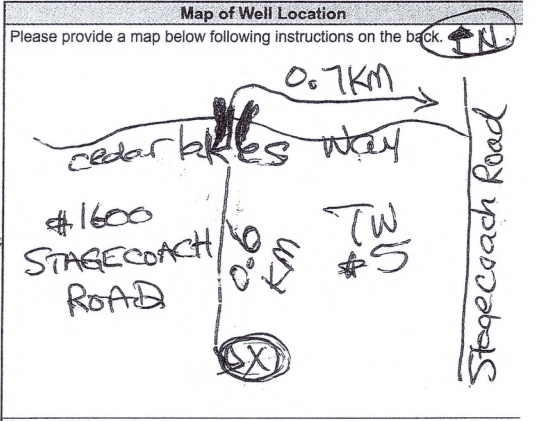 Map of Well Location
Please provide a map below following instructions on the back.
N
0.7KM
cedar lakes way
#1600
STAGECOACH
ROAD
0.6
KM
TW
#5
X
Stagecoach Road